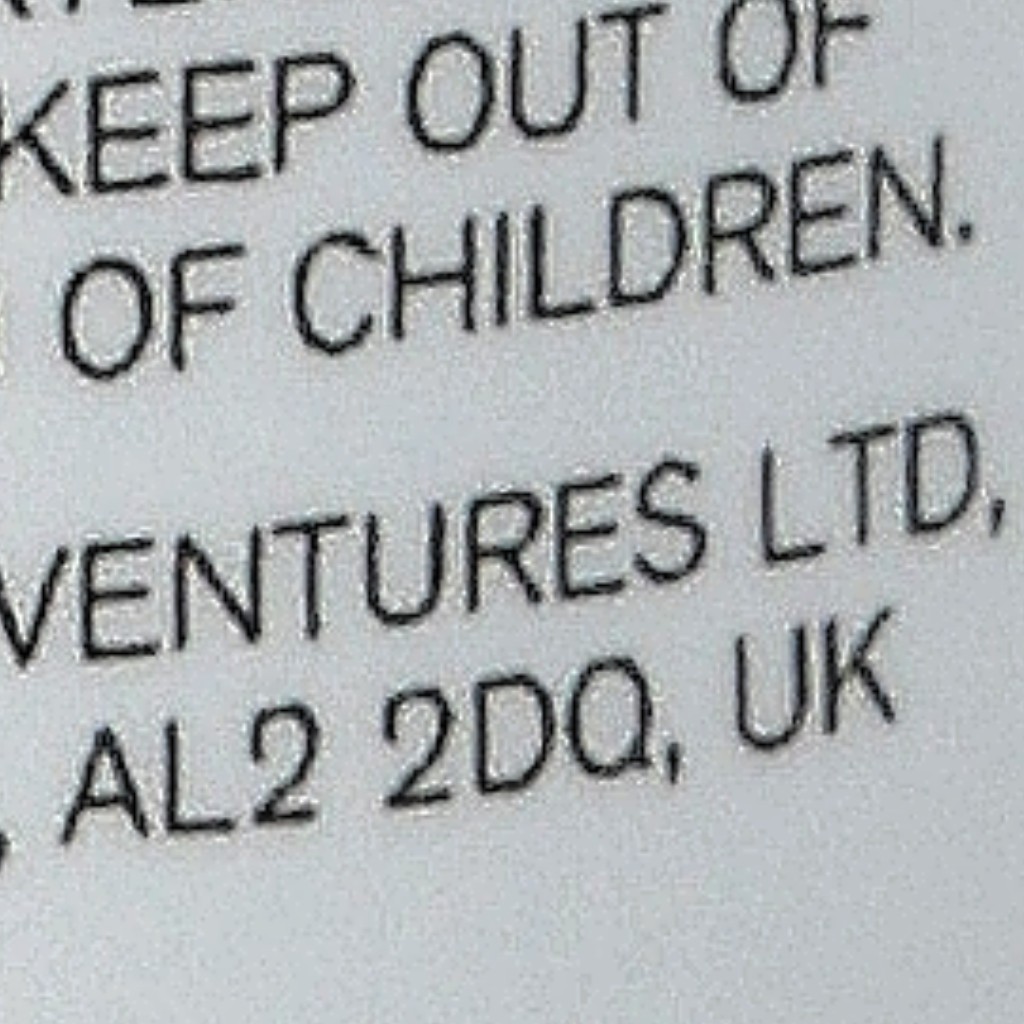 KEEP OUT OF
OF CHILDREN.
VENTURES LTD,
, AL2 2DQ, UK